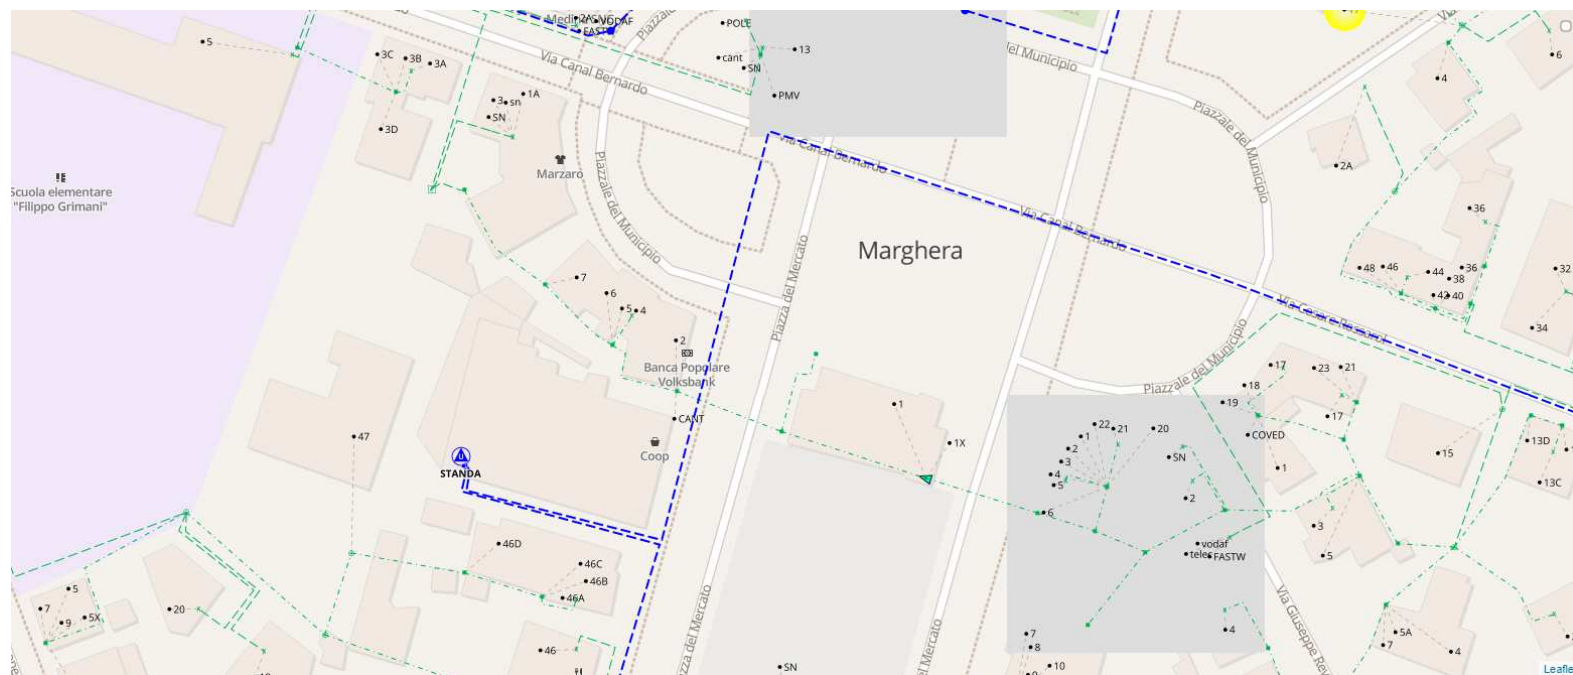 5
3C
3B
3A
3D
3
sn
1A
SN
Via Canal Bernardo
POLE
cant
SN
13
PMV
Piazzale del Municipio
4
6
2A
36
Scuola elementare
"Filippo Grimani"
Marzaro
Piazzale del Municipio
Via Canal Bernardo
Via Canal Bernardo
Marghera
Piazza del Mercato
7
6
5
4
2
Banca Popolare
Volksbank
CANT
Coop
STANDA
47
1
1X
Piazzale del Municipio
Piazzale del Municipio
48
46
44
36
38
42
40
32
34
17
23
21
18
19
17
COVED
1
15
13D
13C
22
21
20
1
2
3
4
5
6
SN
2
vodaf
FASTW
3
5
46D
46C
46B
46A
46
5
7
9
5X
20
Piazza del Mercato
del Mercato
SN
7
8
10
4
Via Giuseppe Rev
5A
7
4
Leafle